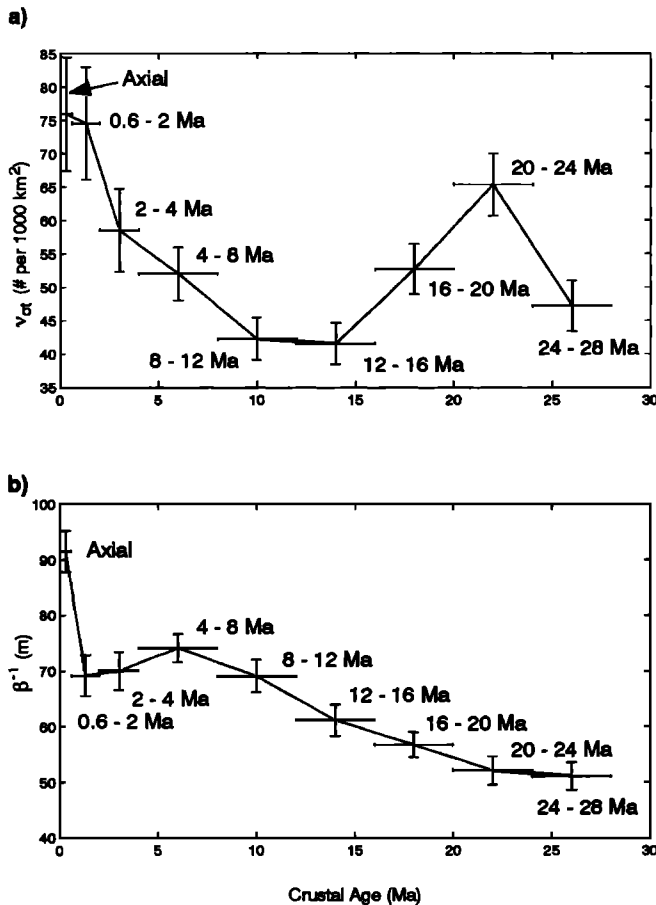 a)
85
80
75
70
65
60
55
50
45
40
35
νot (# per 1000 km²)
Axial
0.6 - 2 Ma
2 - 4 Ma
4 - 8 Ma
8 - 12 Ma
12 - 16 Ma
16 - 20 Ma
20 - 24 Ma
24 - 28 Ma
0 5 10 15 20 25 30
b)
100
90
80
70
60
50
40
β⁻¹ (m)
Axial
0.6 - 2 Ma
2 - 4 Ma
4 - 8 Ma
8 - 12 Ma
12 - 16 Ma
16 - 20 Ma
20 - 24 Ma
24 - 28 Ma
0 5 10 15 20 25 30
Crustal Age (Ma)